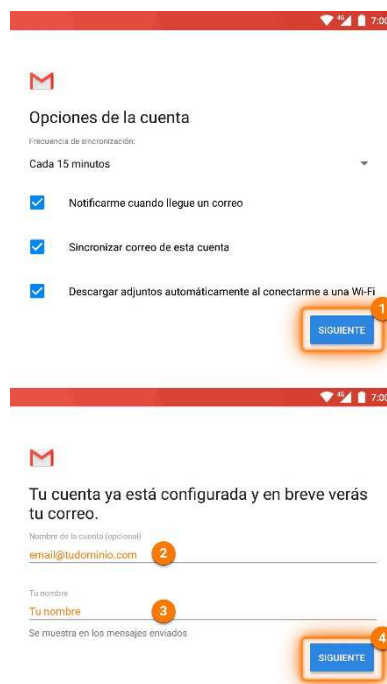 4G 7:00
Opciones de la cuenta
Frecuencia de sincronización:
Cada 15 minutos
Notificarme cuando llegue un correo
Sincronizar correo de esta cuenta
Descargar adjuntos automáticamente al conectarme a una Wi-Fi
1
SIGUIENTE
4G 7:00
Tu cuenta ya está configurada y en breve verás
tu correo.
Nombre de la cuenta (opcional)
email@tudominio.com 2
Tu nombre
Tu nombre 3
Se muestra en los mensajes enviados
4
SIGUIENTE